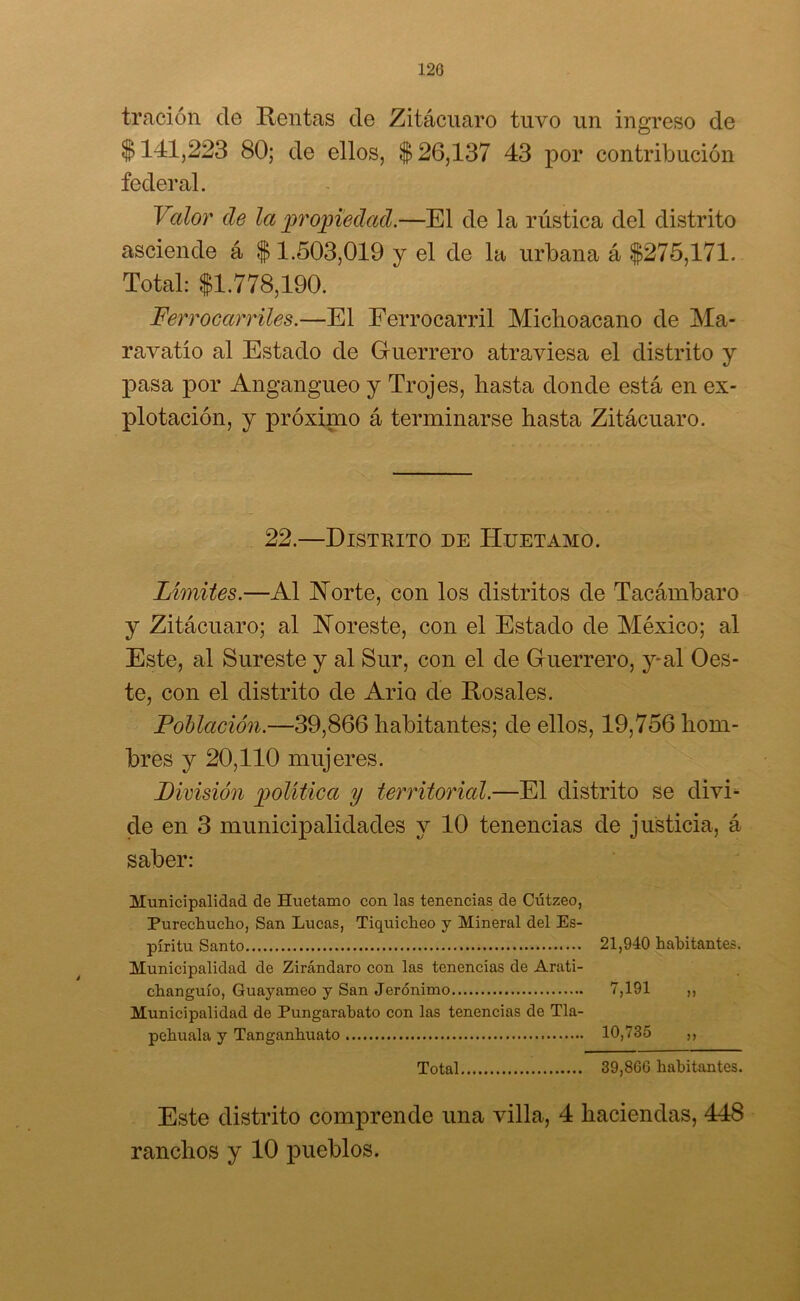 126
tración de Rentas de Zitácuaro tuvo un ingreso de
$141,223 80; de ellos, $26,137 43 por contribución
federal.
Valor de la propiedad.—El de la rústica del distrito
asciende á $1.503,019 y el de la urbana á $275,171.
Total: $1.778,190.
Ferrocarriles.—El Ferrocarril Michoacano de Ma-
ravatío al Estado de Guerrero atraviesa el distrito y
pasa por Angangueo y Trojes, hasta donde está en ex-
plotación, y próximo á terminarse hasta Zitácuaro.
22.—DISTRITO DE HUETAMO.
Límites.—Al Norte, con los distritos de Tacámbaro
y Zitácuaro; al Noreste, con el Estado de México; al
Este, al Sureste y al Sur, con el de Guerrero, y al Oes-
te, con el distrito de Ario de Rosales.
Población.—39,866 habitantes; de ellos, 19,756 hom-
bres y 20,110 mujeres.
División política y territorial.—El distrito se divi-
de en 3 municipalidades y 10 tenencias de justicia, á
saber:
Municipalidad de Huetamo con las tenencias de Cútzeo,
Purechucho, San Lucas, Tiquicheo y Mineral del Es-
píritu Santo.......... 21,940 habitantes.
Municipalidad de Zirándaro con las tenencias de Arati-
changuío, Guayameo y San Jerónimo.......... 7,191 „
Municipalidad de Pungarabato con las tenencias de Tla-
pehuala y Tanganhuato.......... 10,735 „
Total.......... 39,866 habitantes.
Este distrito comprende una villa, 4 haciendas, 448
ranchos y 10 pueblos.